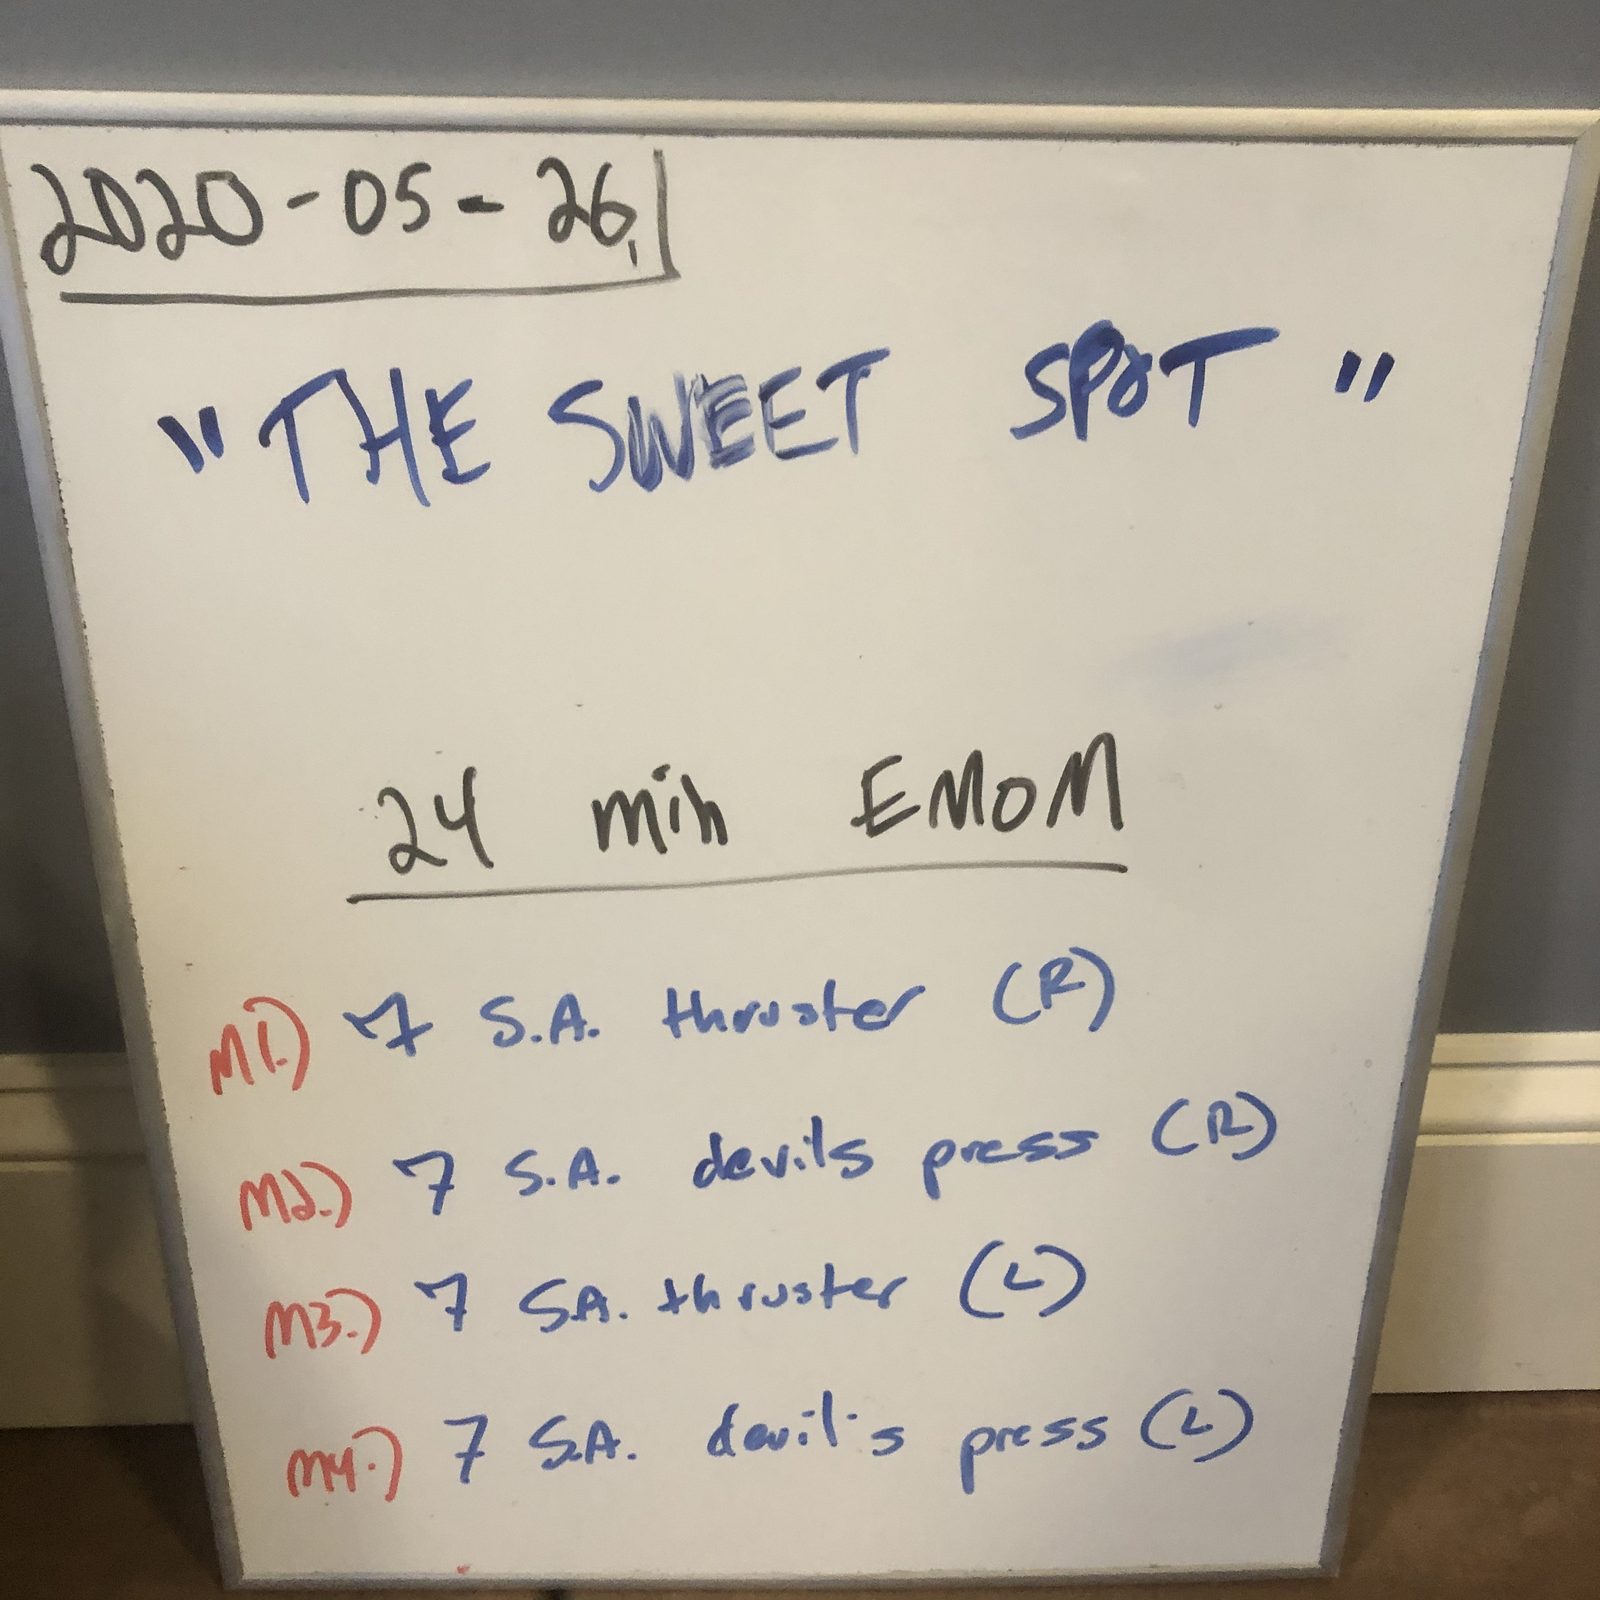 2020-05-26
"THE SWEET SPOT"
24 min EMOM
M1.) 7 S.A. thruster (R)
M2.) 7 S.A. devils press (R)
M3.) 7 S.A. thruster (L)
M4.) 7 S.A. devil's press (L)